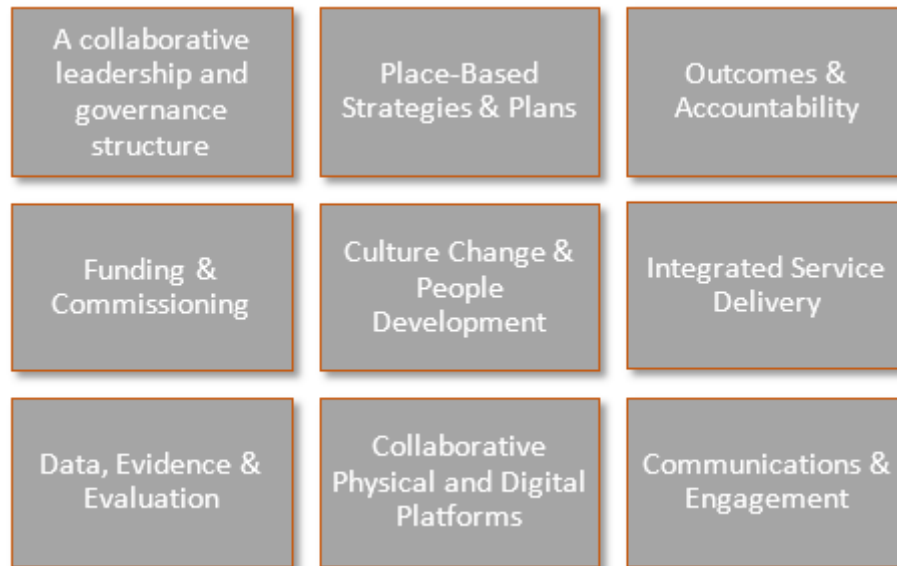 A collaborative
leadership and
governance
structure
Place-Based
Strategies & Plans
Outcomes &
Accountability
Funding &
Commissioning
Culture Change &
People
Development
Integrated Service
Delivery
Data, Evidence &
Evaluation
Collaborative
Physical and Digital
Platforms
Communications &
Engagement